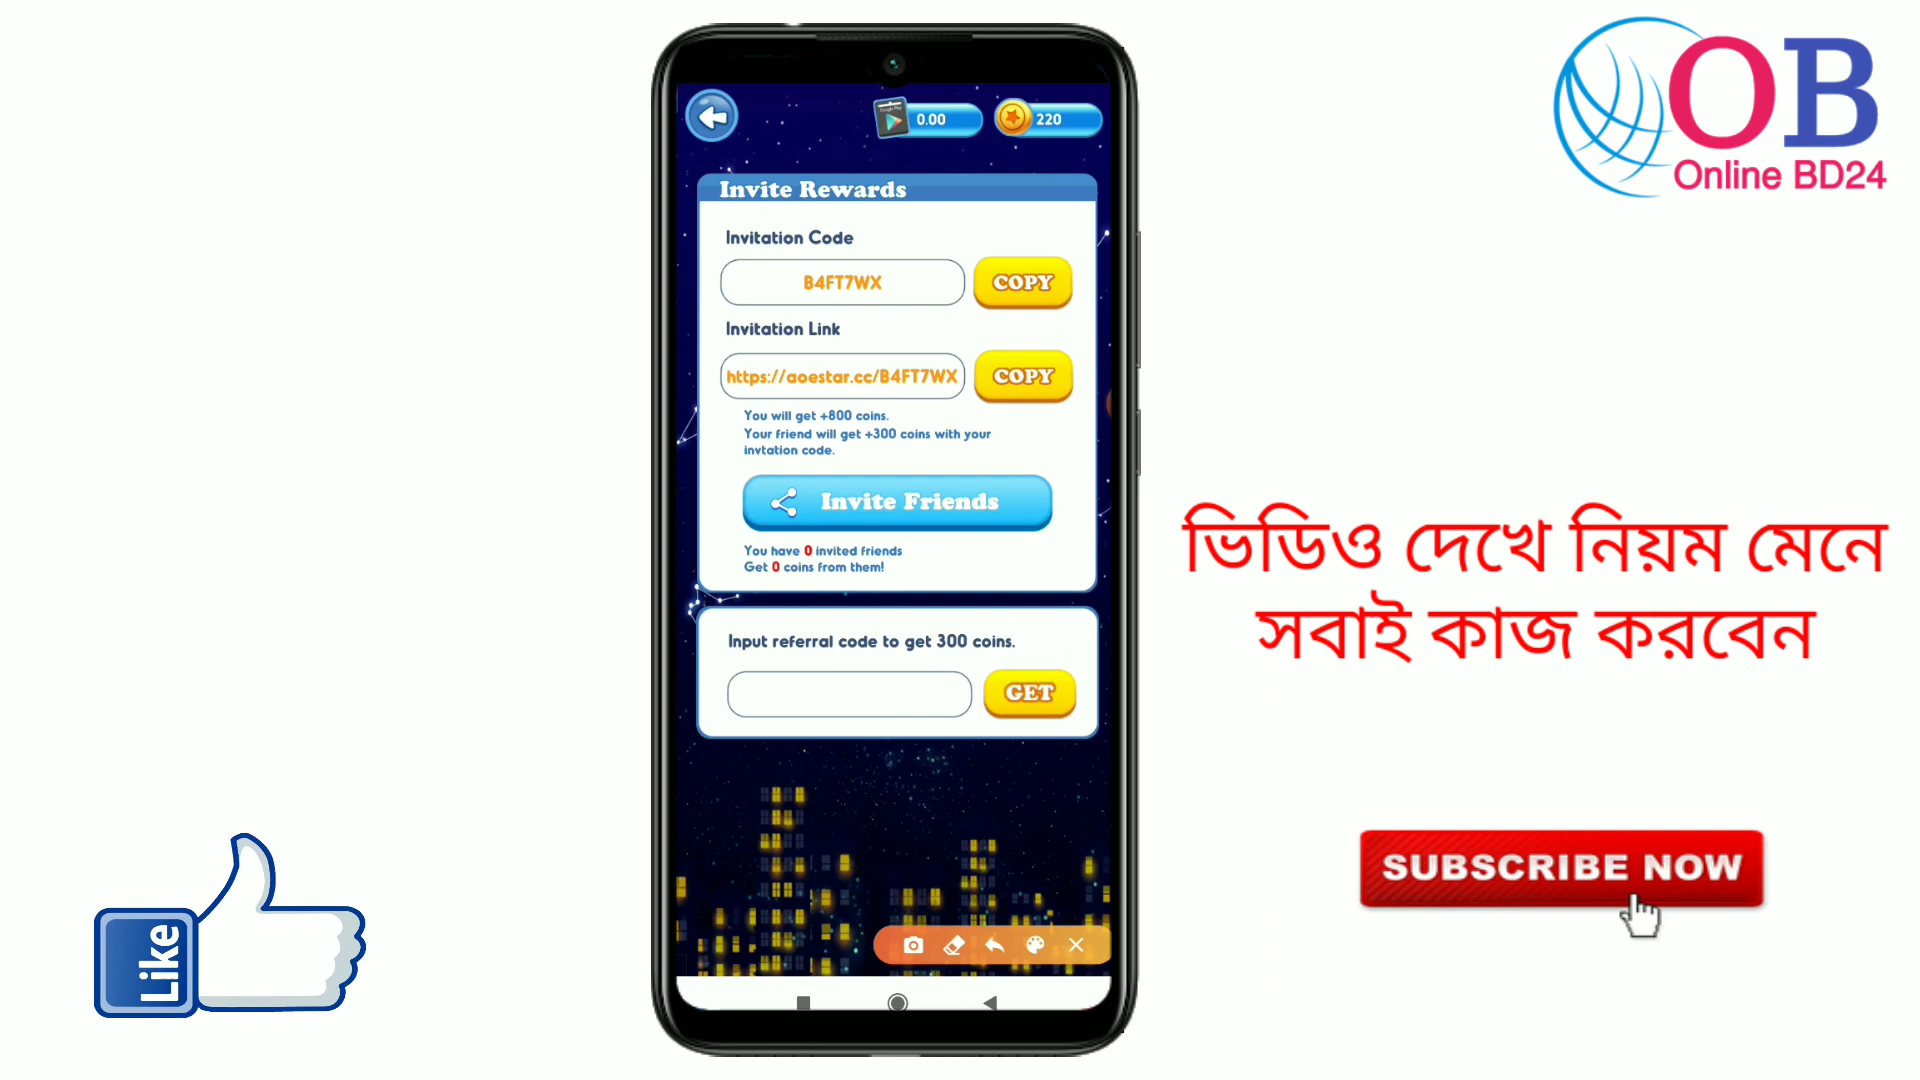 0.00
220
Invite Rewards
Invitation Code
B4FT7WX
COPY
Invitation Link
https://aoestar.cc/B4FT7WX
COPY
You will get +800 coins.
Your friend will get +300 coins with your
invtation code.
Invite Friends
You have 0 invited friends
Get 0 coins from them!
Input referral code to get 300 coins.
GET
OB
Online BD24
ভিডিও দেখে নিয়ম মেনে
সবাই কাজ করবেন
SUBSCRIBE NOW
Like